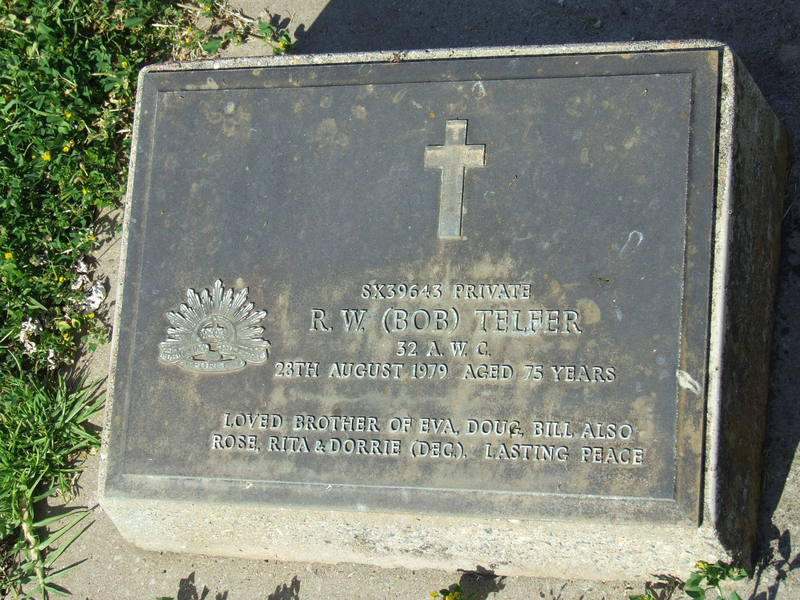 SX39643 PRIVATE
R. W. (BOB) TELFER
32 A. W. C.
28TH AUGUST 1979 AGED 75 YEARS
LOVED BROTHER OF EVA, DOUG, BILL ALSO
ROSE, RITA & DORRIE (DEC.). LASTING PEACE